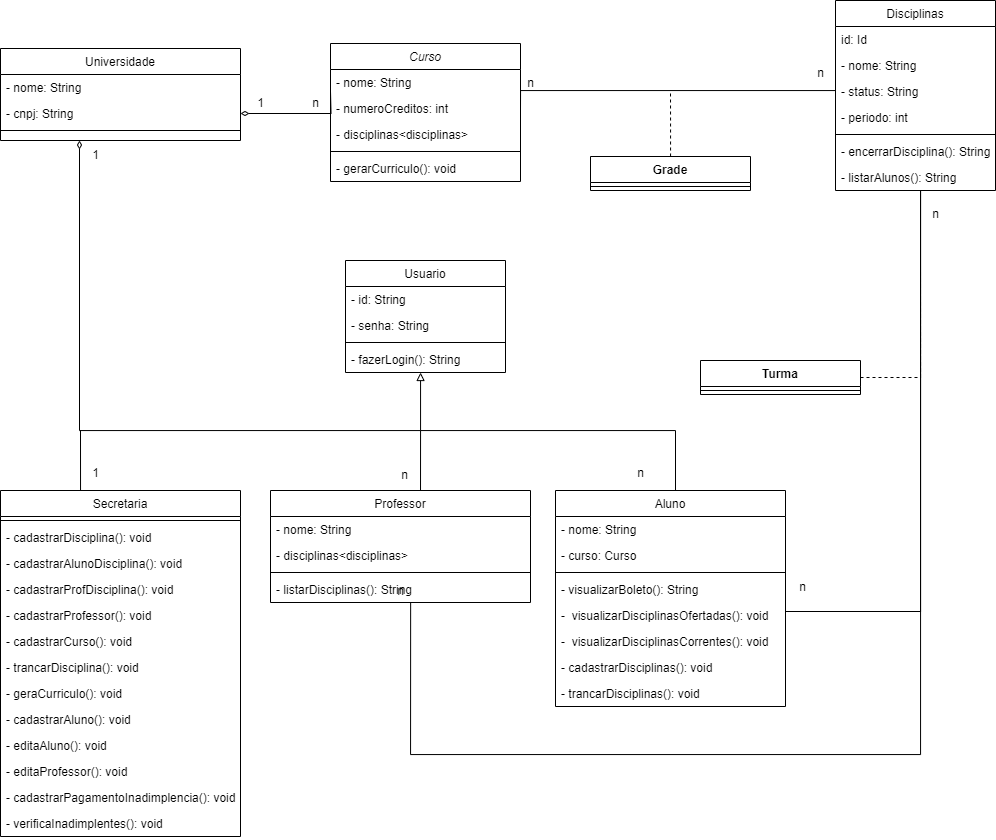 Universidade
- nome: String
- cnpj: String
1
n
1
Curso
- nome: String
- numeroCreditos: int
- disciplinas<disciplinas>
- gerarCurriculo(): void
n
n
Grade
Disciplinas
id: Id
- nome: String
- status: String
- periodo: int
- encerrarDisciplina(): String
- listarAlunos(): String
n
Usuario
- id: String
- senha: String
- fazerLogin(): String
Turma
1
n
n
Secretaria
- cadastrarDisciplina(): void
- cadastrarAlunoDisciplina(): void
- cadastrarProfDisciplina(): void
- cadastrarProfessor(): void
- cadastrarCurso(): void
- trancarDisciplina(): void
- geraCurriculo(): void
- cadastrarAluno(): void
- editaAluno(): void
- editaProfessor(): void
- cadastrarPagamentoInadimplencia(): void
- verificaInadimplentes(): void
Professor
- nome: String
- disciplinas<disciplinas>
- listarDisciplinas(): String
n
Aluno
- nome: String
- curso: Curso
- visualizarBoleto(): String
- visualizarDisciplinasOfertadas(): void
- visualizarDisciplinasCorrentes(): void
- cadastrarDisciplinas(): void
- trancarDisciplinas(): void
n